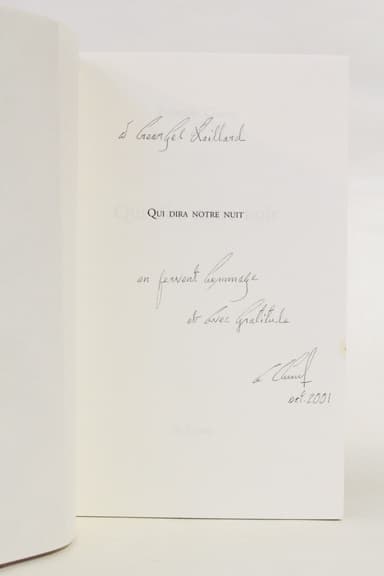 à Georges Raillard
QUI DIRA NOTRE NUIT
en fervent hommage
et avec gratitude
oct. 2001